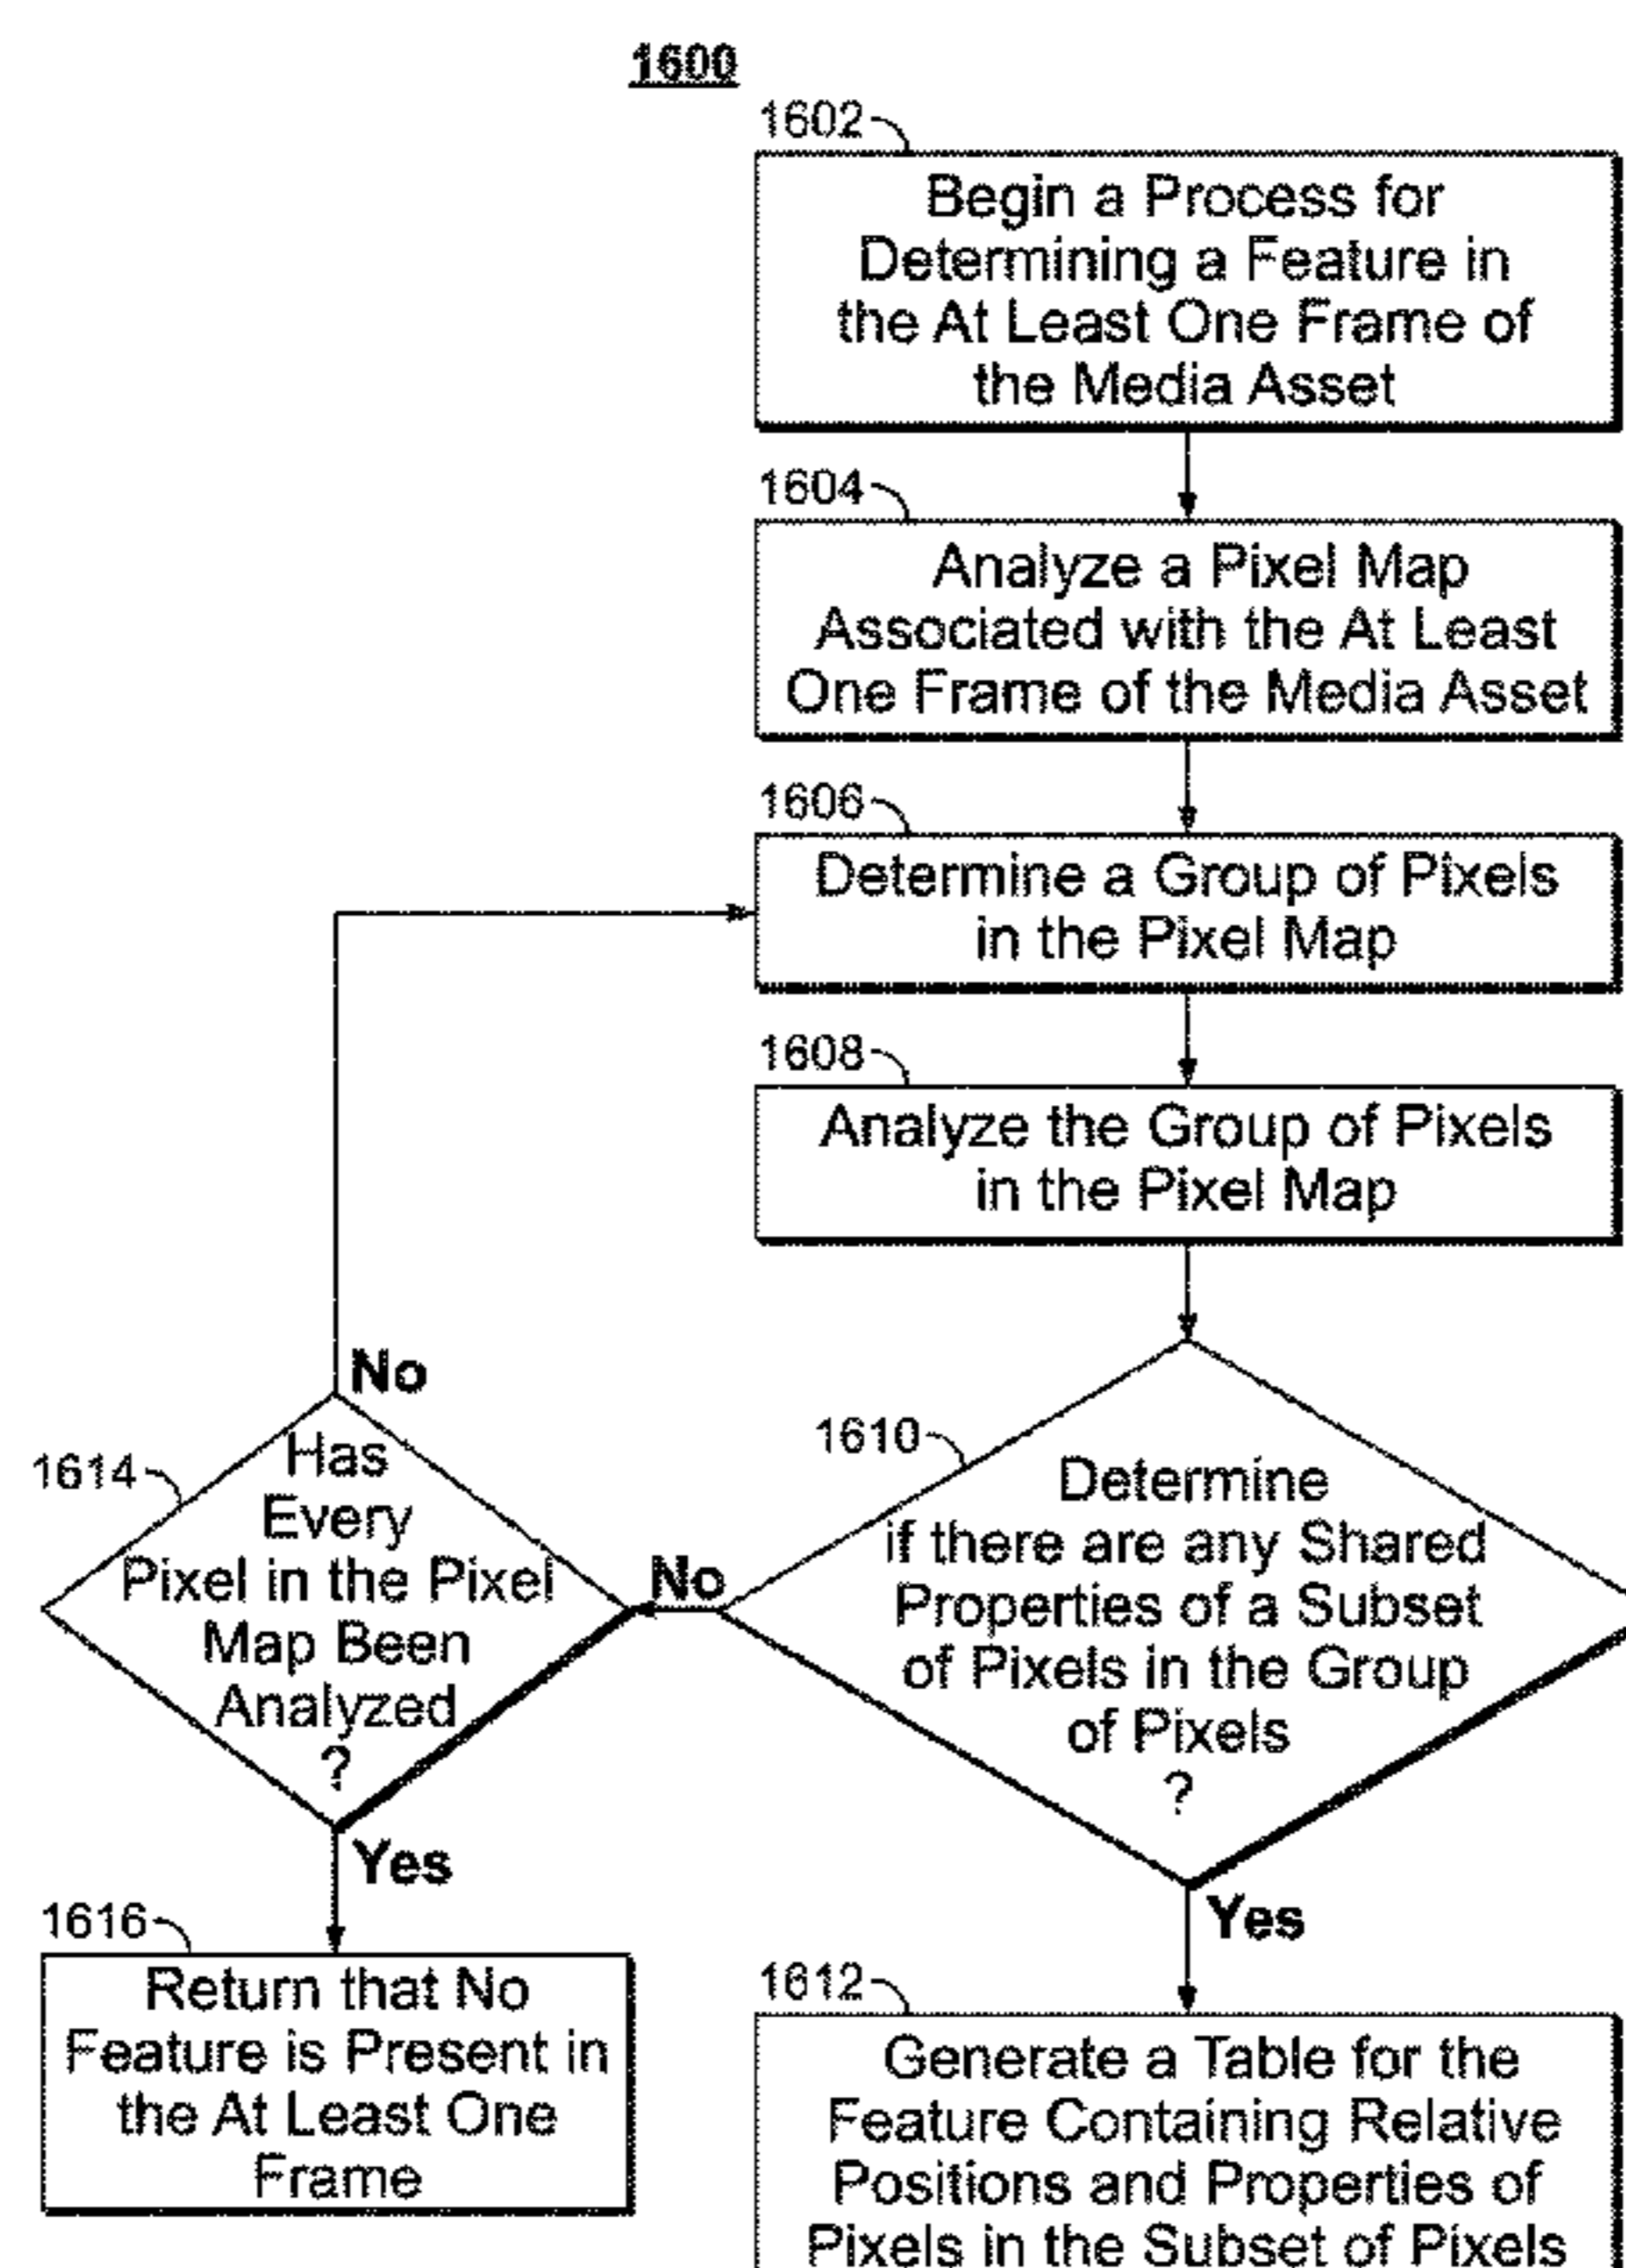 1600
1602
Begin a Process for
Determining a Feature in
the At Least One Frame of
the Media Asset
1604
Analyze a Pixel Map
Associated with the At Least
One Frame of the Media Asset
1606
Determine a Group of Pixels
in the Pixel Map
1608
Analyze the Group of Pixels
in the Pixel Map
1610
Determine
if there are any Shared
Properties of a Subset
of Pixels in the Group
of Pixels
?
No
Yes
1614
Has
Every
Pixel in the Pixel
Map Been
Analyzed
?
No
Yes
1616
Return that No
Feature is Present in
the At Least One
Frame
1612
Generate a Table for the
Feature Containing Relative
Positions and Properties of
Pixels in the Subset of Pixels